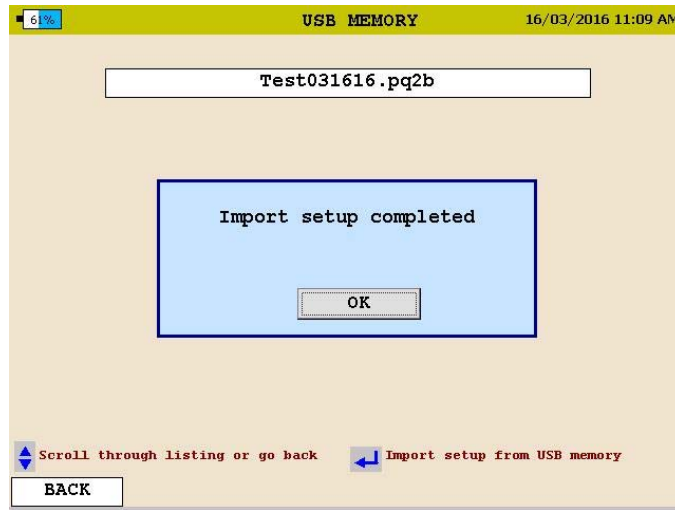 61% USB MEMORY 16/03/2016 11:09 AM
Test031616.pq2b
Import setup completed
OK
Scroll through listing or go back Import setup from USB memory
BACK